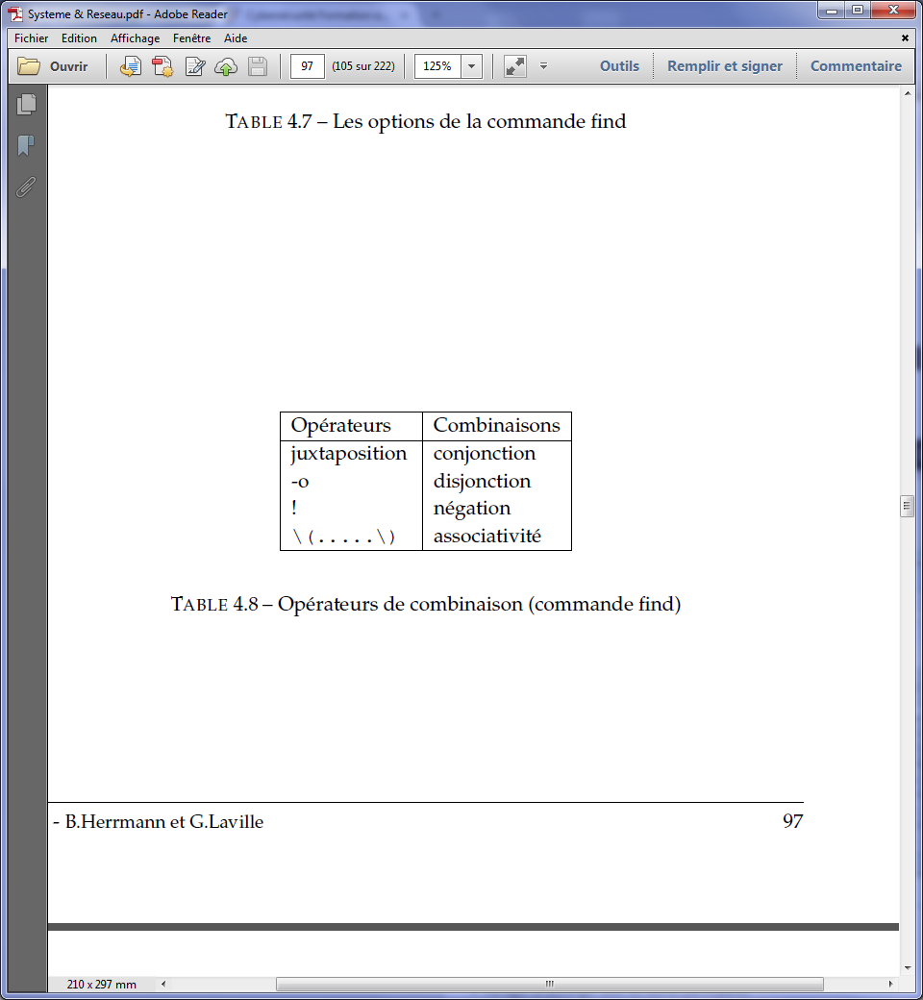 Systeme & Reseau.pdf - Adobe Reader
Fichier Edition Affichage Fenêtre Aide
Ouvrir 97 (105 sur 222) 125% Outils Remplir et signer Commentaire
TABLE 4.7 – Les options de la commande find
Opérateurs Combinaisons
juxtaposition conjonction
-o disjonction
! négation
\(.....\) associativité
TABLE 4.8 – Opérateurs de combinaison (commande find)
- B.Herrmann et G.Laville 97
210 x 297 mm